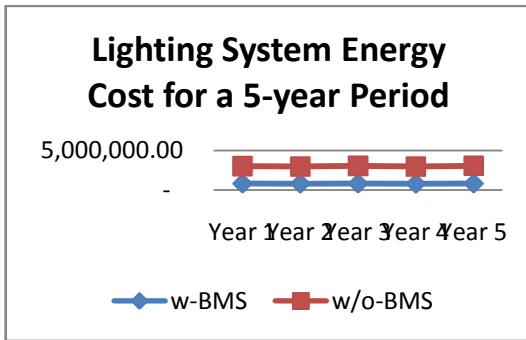 Lighting System Energy
Cost for a 5-year Period
5,000,000.00
-
Year 1 Year 2 Year 3 Year 4 Year 5
w-BMS w/o-BMS